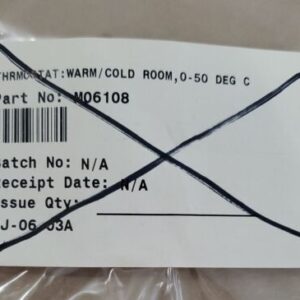 THRMOSTAT:WARM/COLD ROOM,0-50 DEG C
Part No: M06108
Batch No: N/A
Receipt Date: N/A
Issue Qty:
J-06 03A